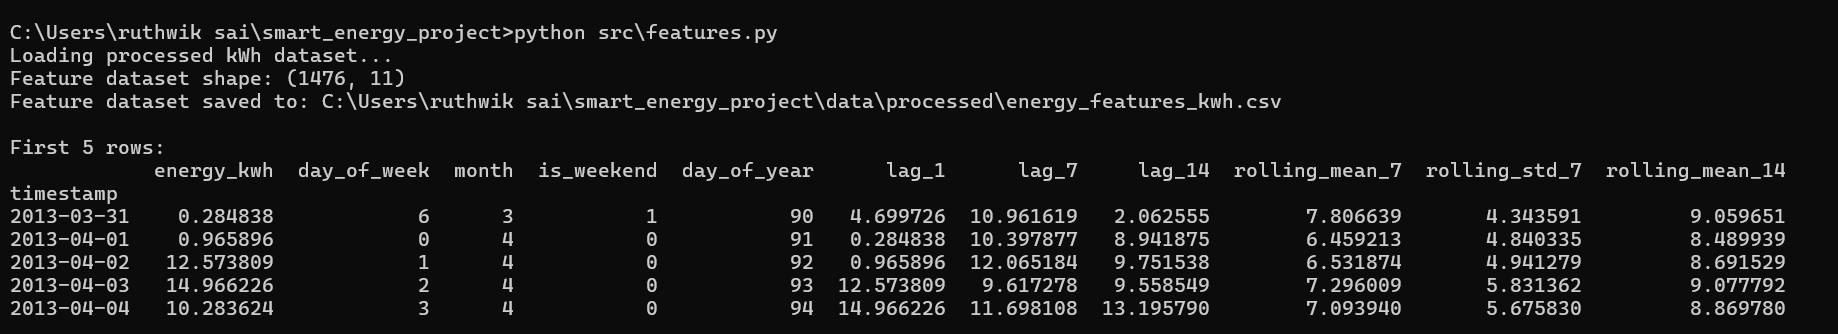 C:\Users\ruthwik sai\smart_energy_project>python src\features.py
Loading processed kWh dataset...
Feature dataset shape: (1476, 11)
Feature dataset saved to: C:\Users\ruthwik sai\smart_energy_project\data\processed\energy_features_kwh.csv
First 5 rows:
energy_kwh day_of_week month is_weekend day_of_year lag_1 lag_7 lag_14 rolling_mean_7 rolling_std_7 rolling_mean_14
timestamp
2013-03-31 0.284838 6 3 1 90 4.699726 10.961619 2.062555 7.806639 4.343591 9.059651
2013-04-01 0.965896 0 4 0 91 0.284838 10.397877 8.941875 6.459213 4.840335 8.489939
2013-04-02 12.573809 1 4 0 92 0.965896 12.065184 9.751538 6.531874 4.941279 8.691529
2013-04-03 14.966226 2 4 0 93 12.573809 9.617278 9.558549 7.296009 5.831362 9.077792
2013-04-04 10.283624 3 4 0 94 14.966226 11.698108 13.195790 7.093940 5.675830 8.869780